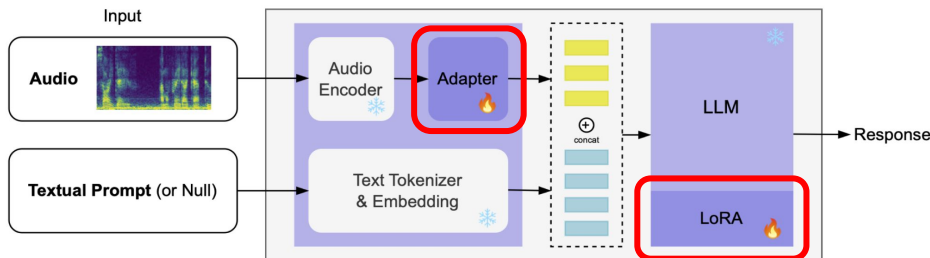 Input
Audio
Audio
Encoder
Adapter
concat
LLM
Response
Textual Prompt (or Null)
Text Tokenizer
& Embedding
LoRA